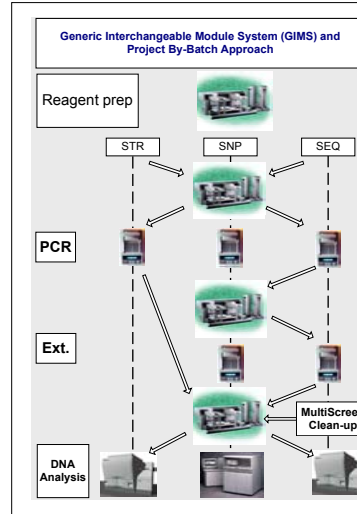 Generic Interchangeable Module System (GIMS) and
Project By-Batch Approach
Reagent prep
STR
SNP
SEQ
PCR
Ext.
MultiScreen
Clean-up
DNA
Analysis